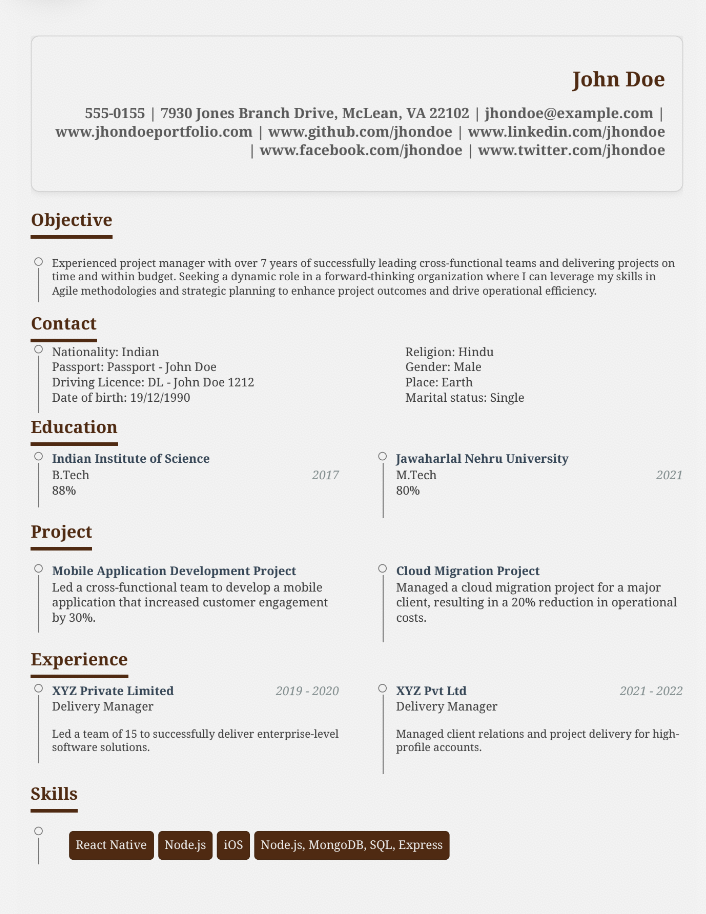 John Doe
555-0155 | 7930 Jones Branch Drive, McLean, VA 22102 | jhondoe@example.com |
www.jhondoeportfolio.com | www.github.com/jhondoe | www.linkedin.com/jhondoe
| www.facebook.com/jhondoe | www.twitter.com/jhondoe
Objective
Experienced project manager with over 7 years of successfully leading cross-functional teams and delivering projects on
time and within budget. Seeking a dynamic role in a forward-thinking organization where I can leverage my skills in
Agile methodologies and strategic planning to enhance project outcomes and drive operational efficiency.
Contact
Nationality: Indian
Passport: Passport - John Doe
Driving Licence: DL - John Doe 1212
Date of birth: 19/12/1990
Religion: Hindu
Gender: Male
Place: Earth
Marital status: Single
Education
Indian Institute of Science
B.Tech 2017
88%
Jawaharlal Nehru University
M.Tech 2021
80%
Project
Mobile Application Development Project
Led a cross-functional team to develop a mobile
application that increased customer engagement
by 30%.
Cloud Migration Project
Managed a cloud migration project for a major
client, resulting in a 20% reduction in operational
costs.
Experience
XYZ Private Limited 2019 - 2020
Delivery Manager
Led a team of 15 to successfully deliver enterprise-level
software solutions.
XYZ Pvt Ltd 2021 - 2022
Delivery Manager
Managed client relations and project delivery for high-
profile accounts.
Skills
React Native Node.js iOS Node.js, MongoDB, SQL, Express